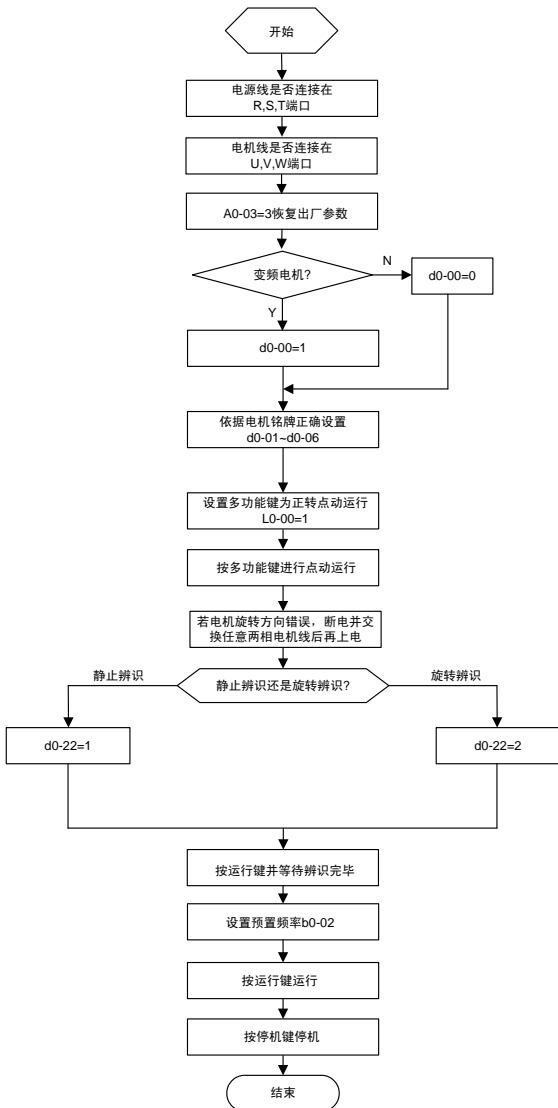 开始
电源线是否连接在
R,S,T端口
电机线是否连接在
U,V,W端口
A0-03=3恢复出厂参数
变频电机?
N
d0-00=0
Y
d0-00=1
依据电机铭牌正确设置
d0-01~d0-06
设置多功能键为正转点动运行
L0-00=1
按多功能键进行点动运行
若电机旋转方向错误，断电并交
换任意两相电机线后再上电
静止辨识
静止辨识还是旋转辨识?
旋转辨识
d0-22=1
d0-22=2
按运行键并等待辨识完毕
设置预置频率b0-02
按运行键运行
按停机键停机
结束